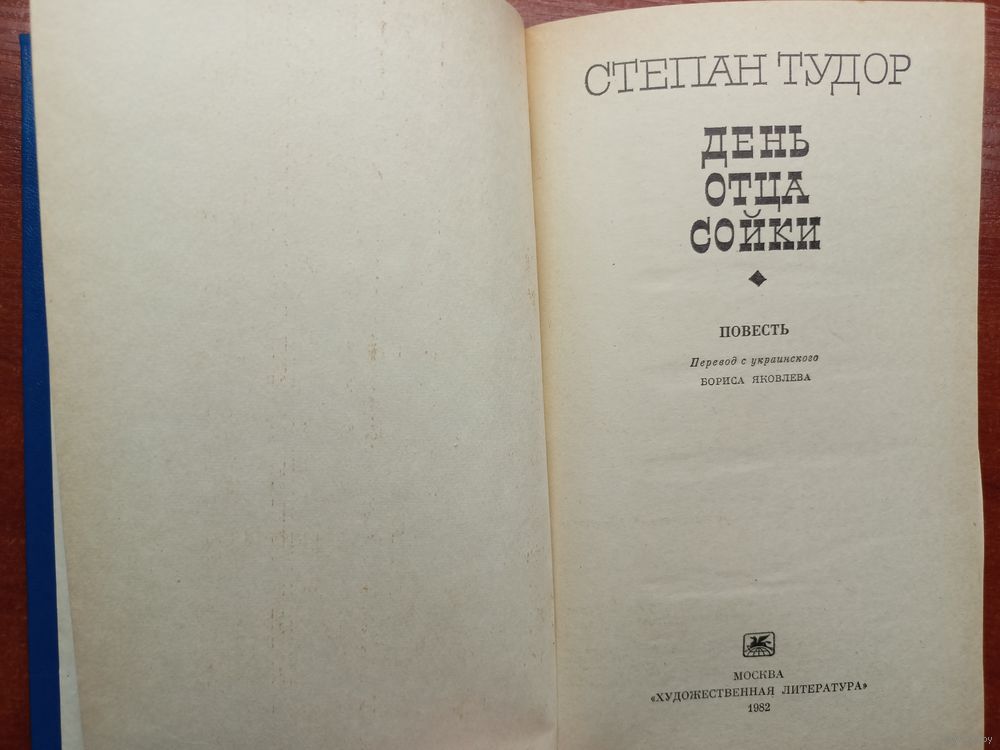 СТЕПАН ТУДОР
ДЕНЬ
ОТЦА
СОЙКИ
ПОВЕСТЬ
Перевод с украинского
БОРИСА ЯКОВЛЕВА
МОСКВА
«ХУДОЖЕСТВЕННАЯ ЛИТЕРАТУРА»
1982